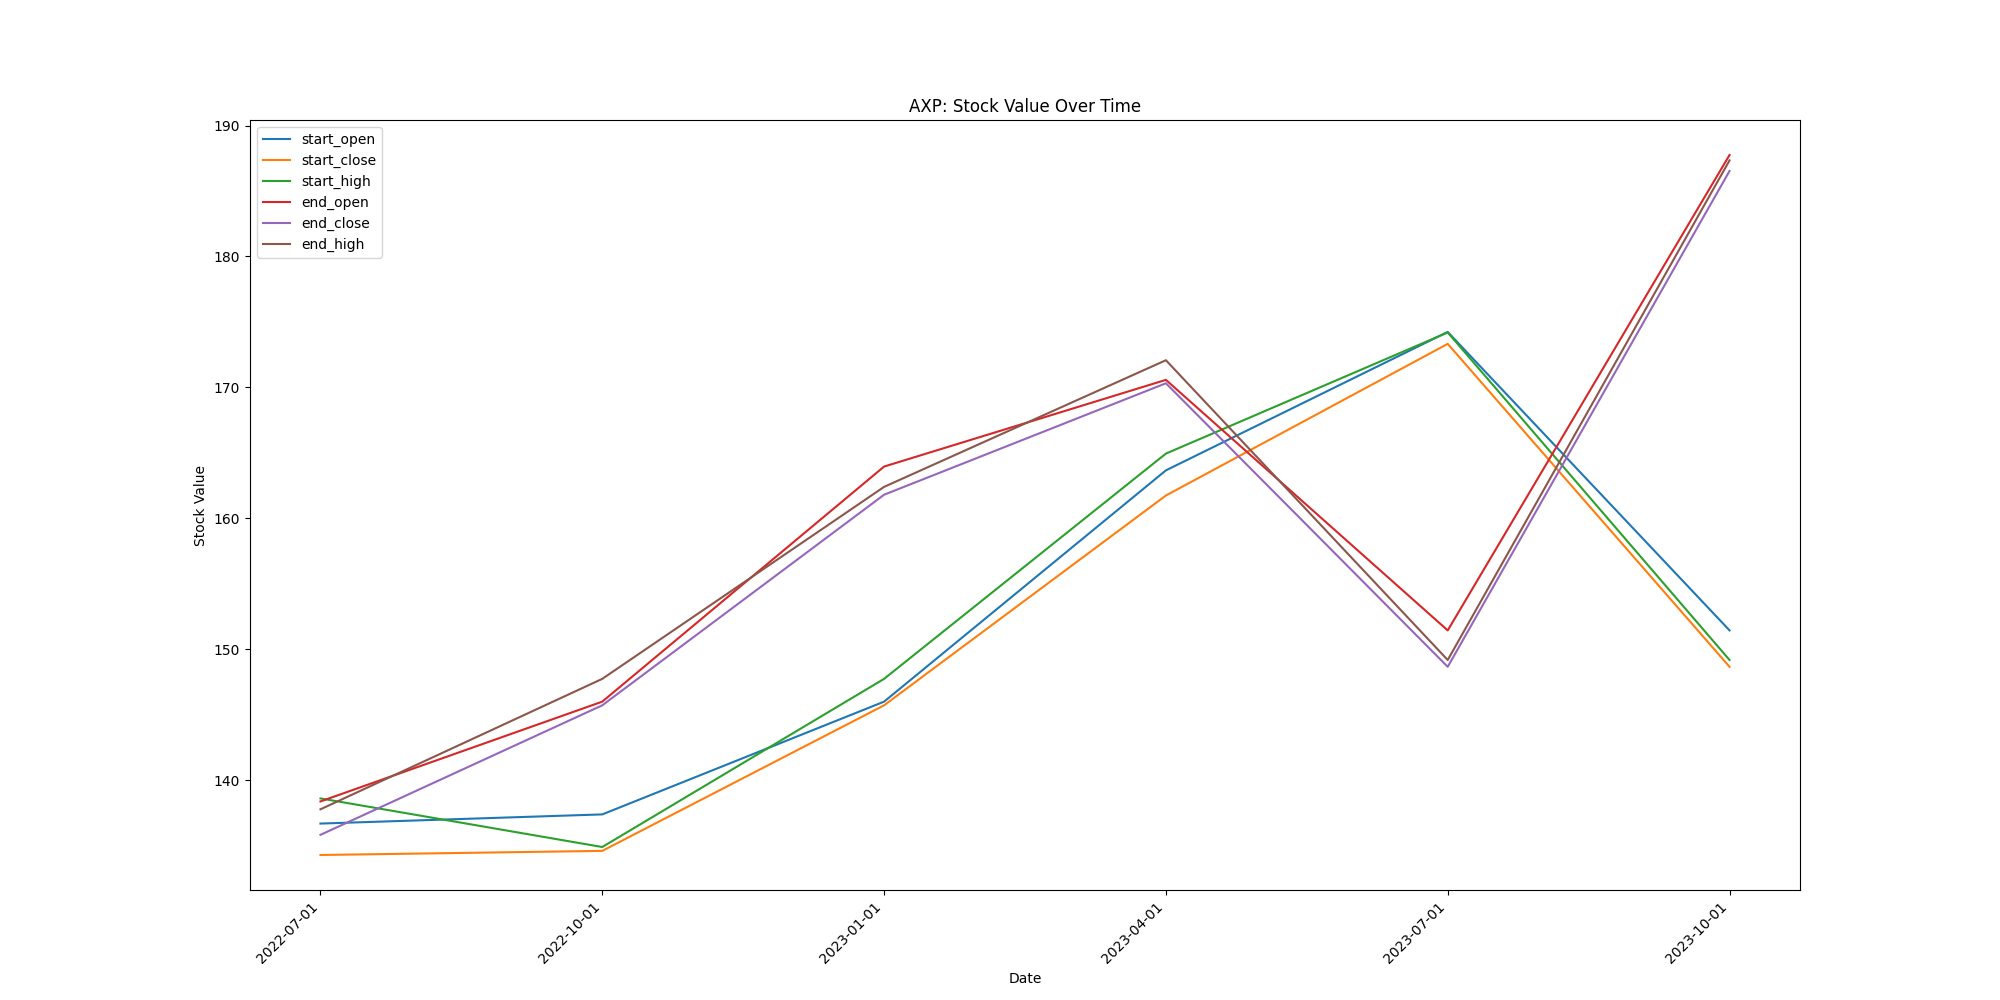 AXP: Stock Value Over Time
190
180
170
160
150
140
Stock Value
start_open
start_close
start_high
end_open
end_close
end_high
2022-07-01
2022-10-01
2023-01-01
2023-04-01
2023-07-01
2023-10-01
Date